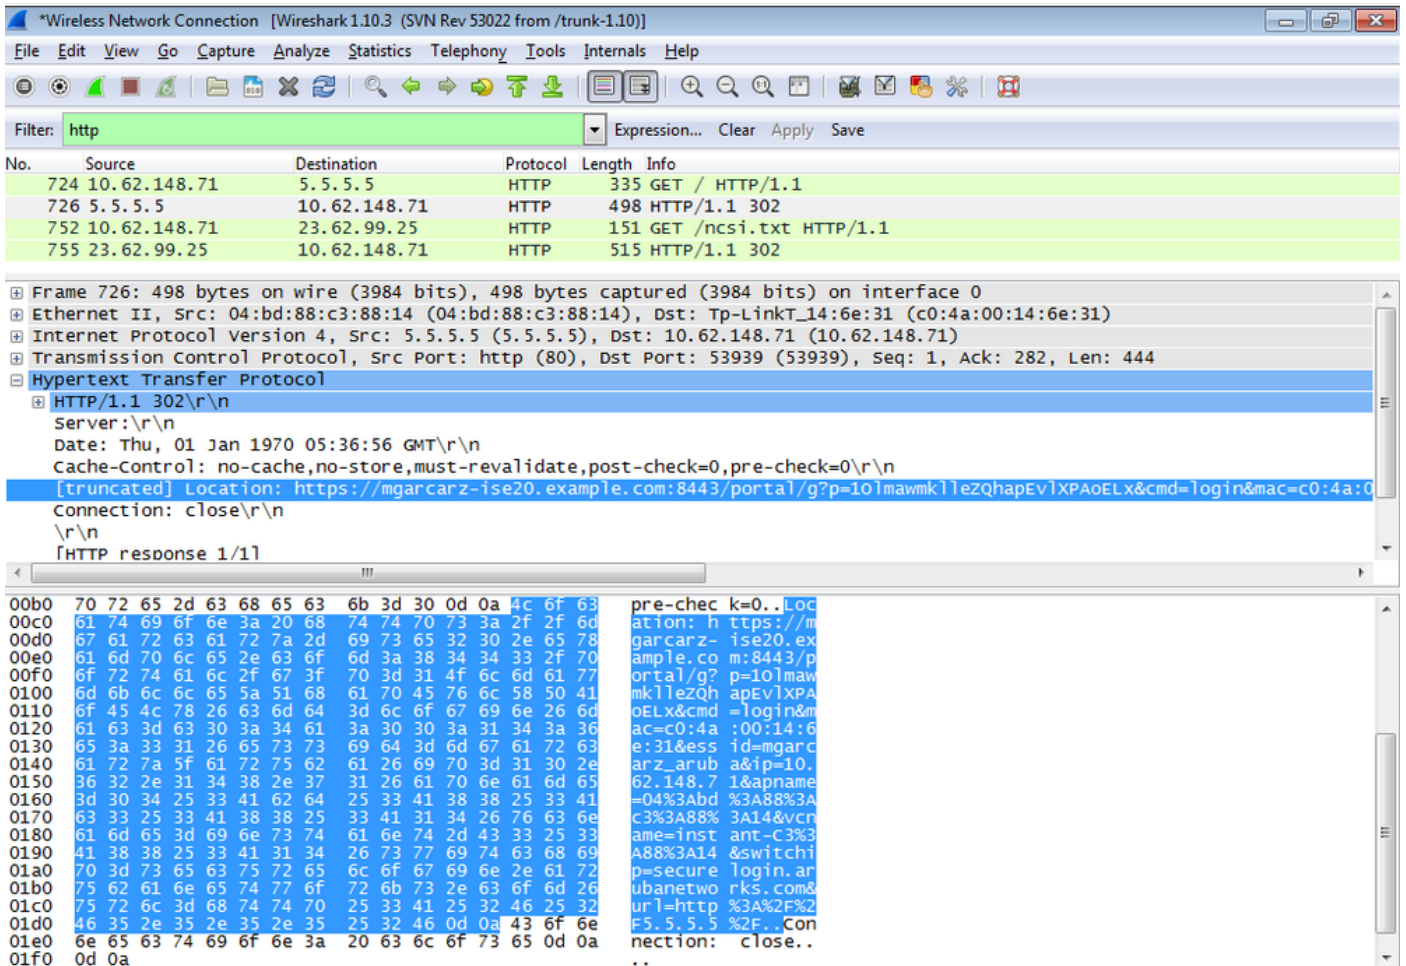 *Wireless Network Connection [Wireshark 1.10.3 (SVN Rev 53022 from /trunk-1.10)]
File Edit View Go Capture Analyze Statistics Telephony Tools Internals Help
Filter: http Expression... Clear Apply Save
No. Source Destination Protocol Length Info
724 10.62.148.71 5.5.5.5 HTTP 335 GET / HTTP/1.1
726 5.5.5.5 10.62.148.71 HTTP 498 HTTP/1.1 302
752 10.62.148.71 23.62.99.25 HTTP 151 GET /ncsi.txt HTTP/1.1
755 23.62.99.25 10.62.148.71 HTTP 515 HTTP/1.1 302
Frame 726: 498 bytes on wire (3984 bits), 498 bytes captured (3984 bits) on interface 0
Ethernet II, Src: 04:bd:88:c3:88:14 (04:bd:88:c3:88:14), Dst: Tp-LinkT_14:6e:31 (c0:4a:00:14:6e:31)
Internet Protocol Version 4, Src: 5.5.5.5 (5.5.5.5), Dst: 10.62.148.71 (10.62.148.71)
Transmission Control Protocol, Src Port: http (80), Dst Port: 53939 (53939), Seq: 1, Ack: 282, Len: 444
Hypertext Transfer Protocol
HTTP/1.1 302\r\n
Server:\r\n
Date: Thu, 01 Jan 1970 05:36:56 GMT\r\n
Cache-Control: no-cache,no-store,must-revalidate,post-check=0,pre-check=0\r\n
[truncated] Location: https://mgarcarz-ise20.example.com:8443/portal/g?p=1OlmawmklleZQhapEvlXPAoELx&cmd=login&mac=c0:4a:0
Connection: close\r\n
\r\n
[HTTP response 1/1]
00b0 70 72 65 2d 63 68 65 63 6b 3d 30 0d 0a 4c 6f 63 pre-chec k=0..Loc
00c0 61 74 69 6f 6e 3a 20 68 74 74 70 73 3a 2f 2f 6d ation: h ttps://m
00d0 67 61 72 63 61 72 7a 2d 69 73 65 32 30 2e 65 78 garcarz- ise20.ex
00e0 61 6d 70 6c 65 2e 63 6f 6d 3a 38 34 34 33 2f 70 ample.co m:8443/p
00f0 6f 72 74 61 6c 2f 67 3f 70 3d 31 4f 6c 6d 61 77 ortal/g? p=1Olmaw
0100 6d 6b 6c 6c 65 5a 51 68 61 70 45 76 6c 58 50 41 mklleZQh apEvlXPA
0110 6f 45 4c 78 26 63 6d 64 3d 6c 6f 67 69 6e 26 6d oELx&cmd =login&m
0120 61 63 3d 63 30 3a 34 61 3a 30 30 3a 31 34 3a 36 ac=c0:4a :00:14:6
0130 65 3a 33 31 26 65 73 73 69 64 3d 6d 67 61 72 63 e:31&ess id=mgarc
0140 61 72 7a 5f 61 72 75 62 61 26 69 70 3d 31 30 2e arz_arub a&ip=10.
0150 36 32 2e 31 34 38 2e 37 31 26 61 70 6e 61 6d 65 62.148.7 1&apname
0160 3d 30 34 25 33 41 62 64 25 33 41 38 38 25 33 41 =04%3Abd %3A88%3A
0170 63 33 25 33 41 38 38 25 33 41 31 34 26 76 63 6e c3%3A88% 3A14&vcn
0180 61 6d 65 3d 69 6e 73 74 61 6e 74 2d 43 33 25 33 ame=inst ant-C3%3
0190 41 38 38 25 33 41 31 34 26 73 77 69 74 63 68 69 A88%3A14 &switchi
01a0 70 3d 73 65 63 75 72 65 6c 6f 67 69 6e 2e 61 72 p=secure login.ar
01b0 75 62 61 6e 65 74 77 6f 72 6b 73 2e 63 6f 6d 26 ubanetwo rks.com&
01c0 75 72 6c 3d 68 74 74 70 25 33 41 25 32 46 25 32 url=http %3A%2F%2
01d0 46 35 2e 35 2e 35 2e 35 25 32 46 0d 0a 43 6f 6e F5.5.5.5 %2F..Con
01e0 6e 65 63 74 69 6f 6e 3a 20 63 6c 6f 73 65 0d 0a nection: close..
01f0 0d 0a ..